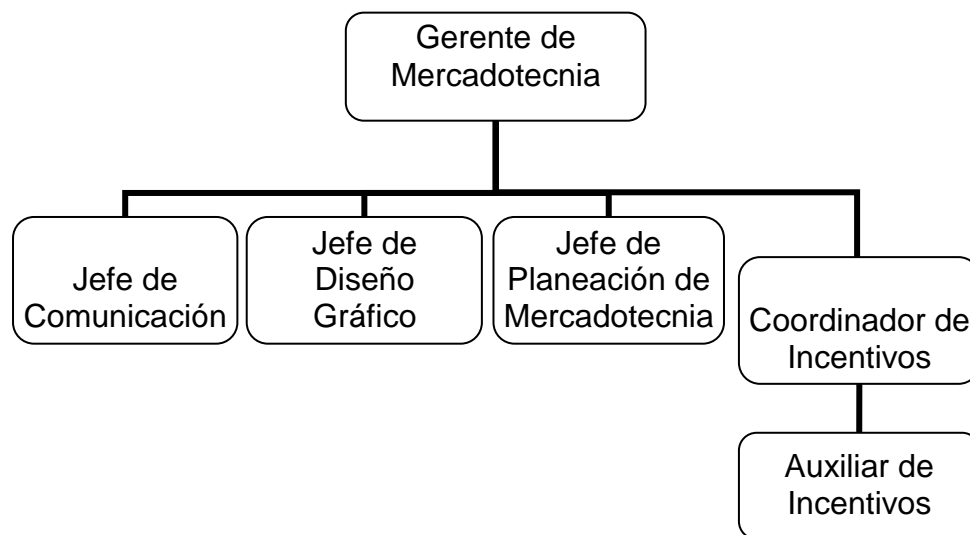 Gerente de
Mercadotecnia
Jefe de
Comunicación
Jefe de
Diseño
Gráfico
Jefe de
Planeación de
Mercadotecnia
Coordinador de
Incentivos
Auxiliar de
Incentivos